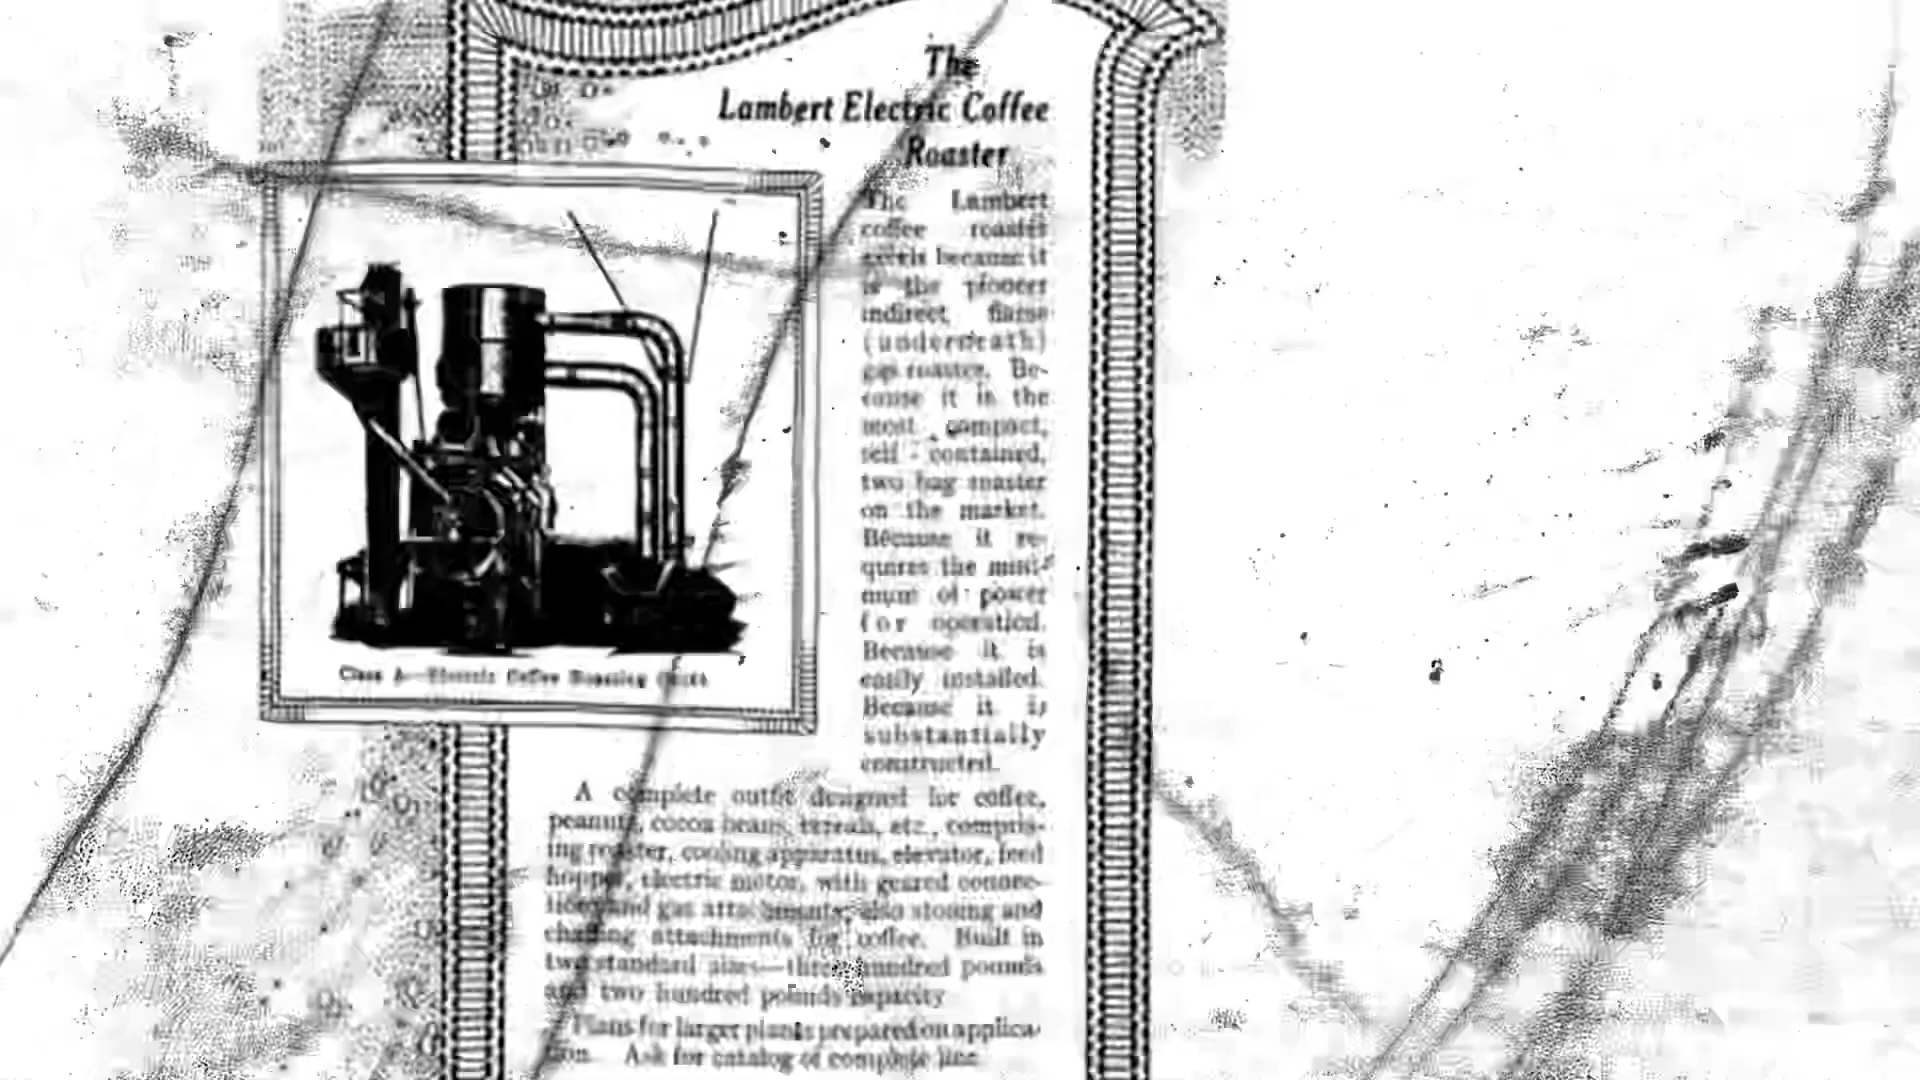 The
Lambert Electric Coffee
Roaster
The Lambert
coffee roaster
excels because it
is the pioneer
indirect flame
(underneath)
gas roaster. Be-
cause it is the
most compact,
self - contained,
two bag roaster
on the market.
Because it re-
quires the mini-
mum of power
for operation.
Because it is
easily installed.
Because it is
substantially
constructed.
Class A—Electric Coffee Roasting Outfit
A complete outfit designed for coffee,
peanuts, cocoa beans, cereals, etc., compris-
ing roaster, cooling apparatus, elevator, feed
hopper, electric motor, with geared connec-
tions and gas attachments; also stoning and
chaffing attachments for coffee. Built in
two standard sizes—three hundred pounds
and two hundred pounds capacity
Plans for larger plants prepared on applica-
tion. Ask for catalog of complete line